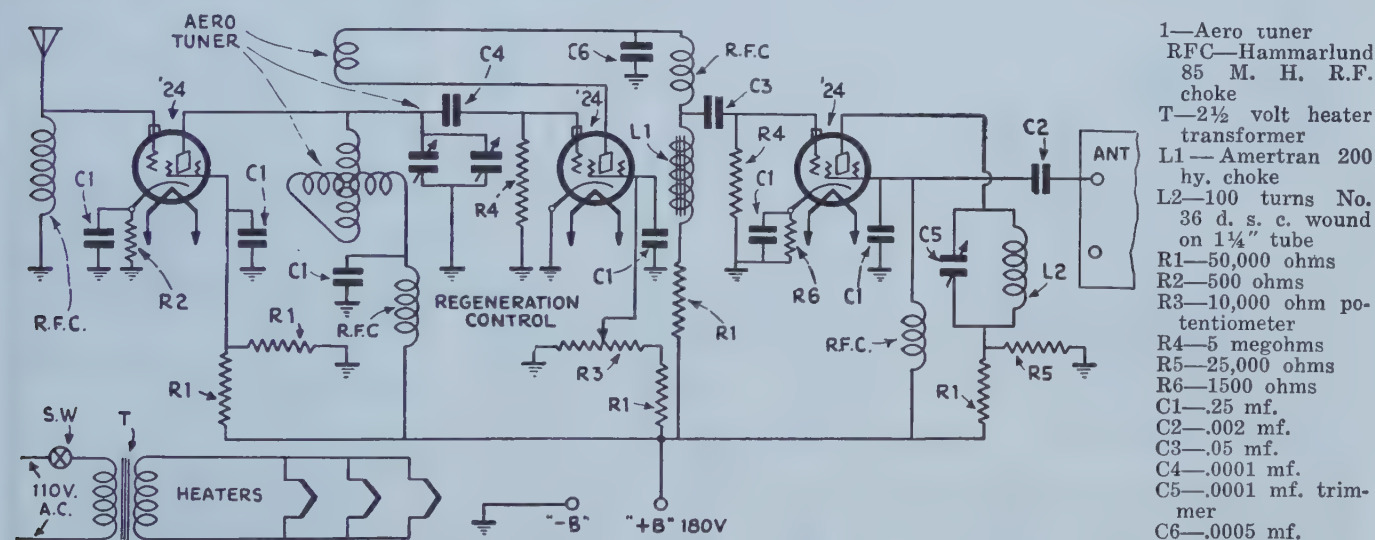 AERO
TUNER
'24
C1
R2
R.F.C.
C1
R1
R1
C1
R.F.C
C4
R4
REGENERATION
CONTROL
C6
'24
L1
C1
R3
R1
R.F.C
C3
R4
C1
R1
R6
'24
C1
R.F.C.
C5
L2
R1
R5
C2
ANT
S.W
T
110V.
A.C.
HEATERS
"-B"
"+B" 180V
1—Aero tuner
RFC—Hammarlund
85 M. H. R.F.
choke
T—2½ volt heater
transformer
L1—Amertran 200
hy. choke
L2—100 turns No.
36 d. s. c. wound
on 1¼" tube
R1—50,000 ohms
R2—500 ohms
R3—10,000 ohm po-
tentiometer
R4—5 megohms
R5—25,000 ohms
R6—1500 ohms
C1—.25 mf.
C2—.002 mf.
C3—.05 mf.
C4—.0001 mf.
C5—.0001 mf. trim-
mer
C6—.0005 mf.